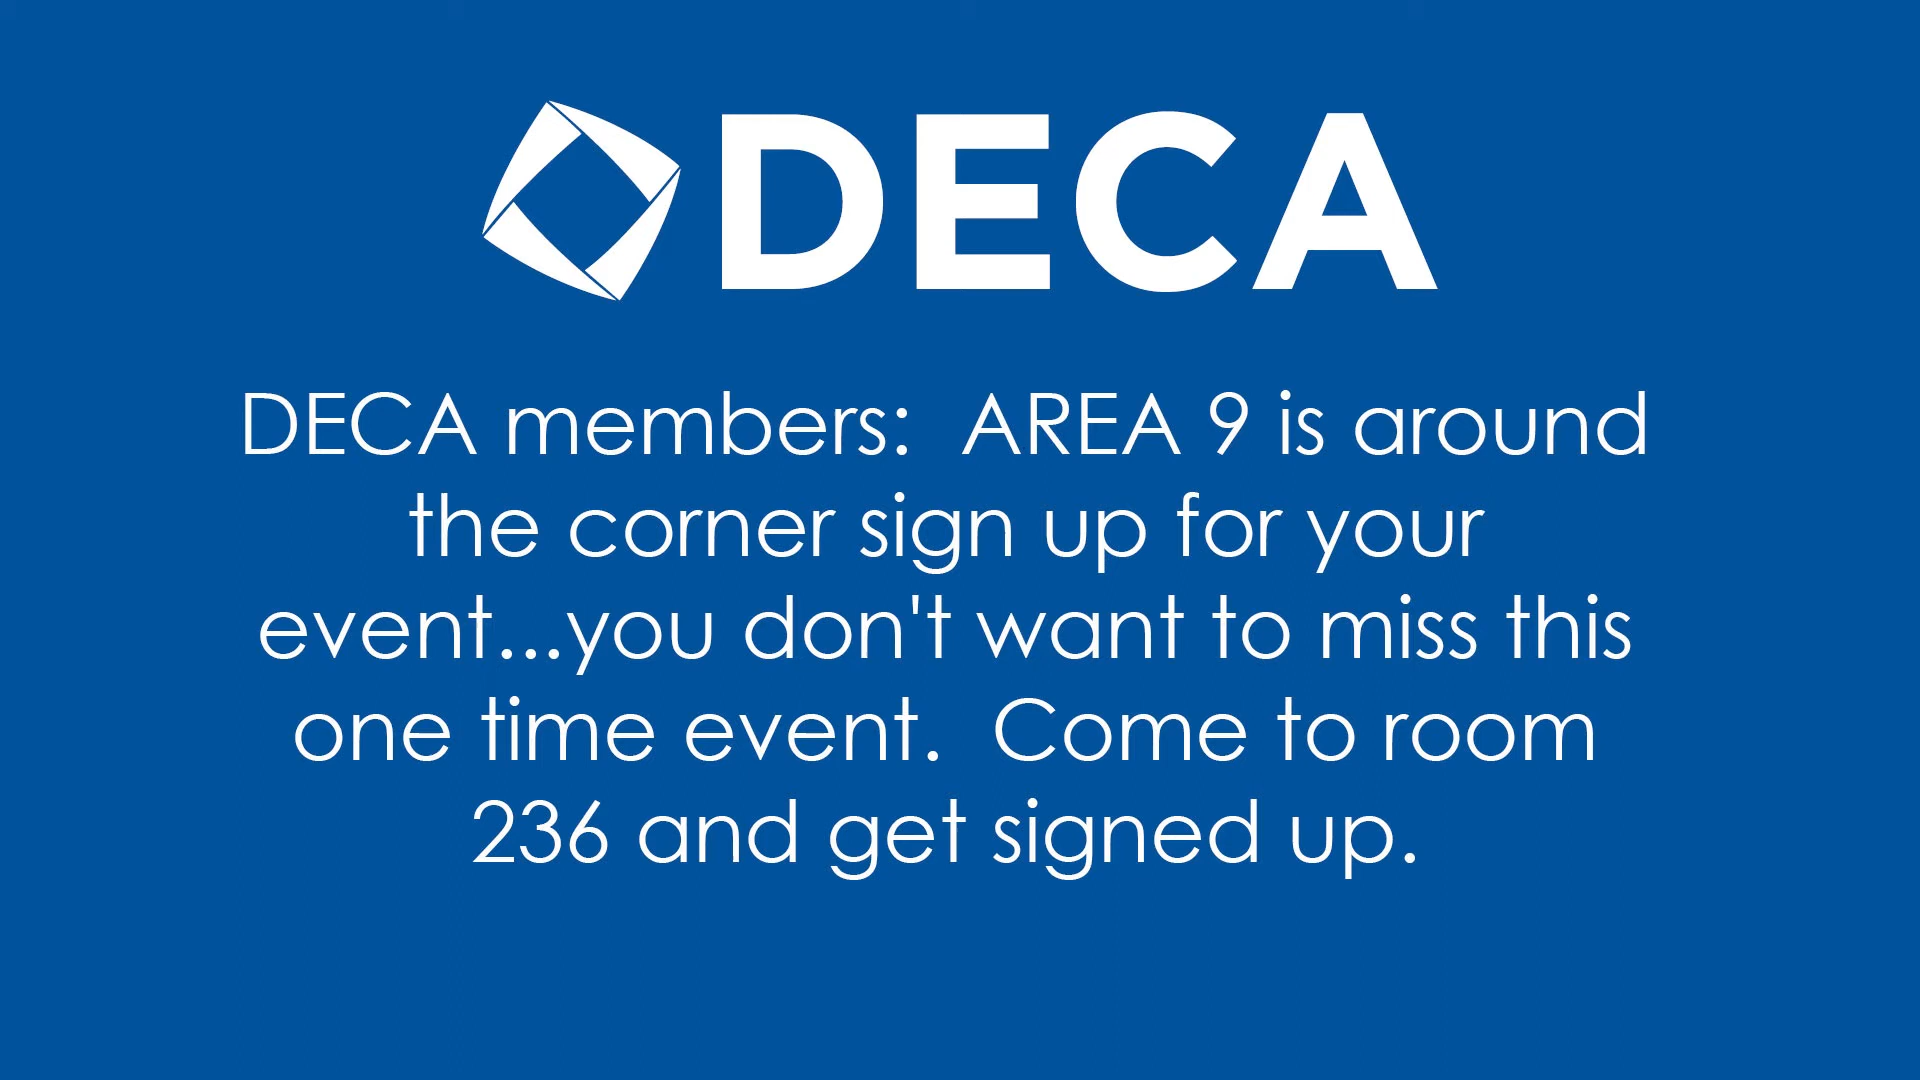 DECA
DECA members:  AREA 9 is around
the corner sign up for your
event...you don't want to miss this
one time event.  Come to room
236 and get signed up.